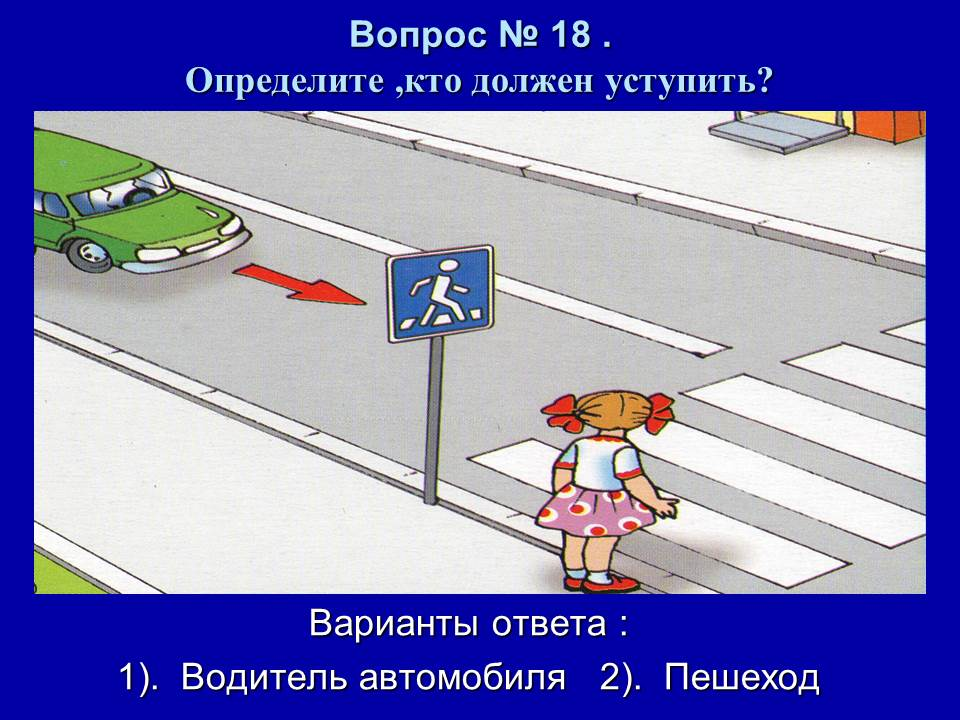 Вопрос № 18 .
Определите ,кто должен уступить?
Варианты ответа :
1). Водитель автомобиля 2). Пешеход